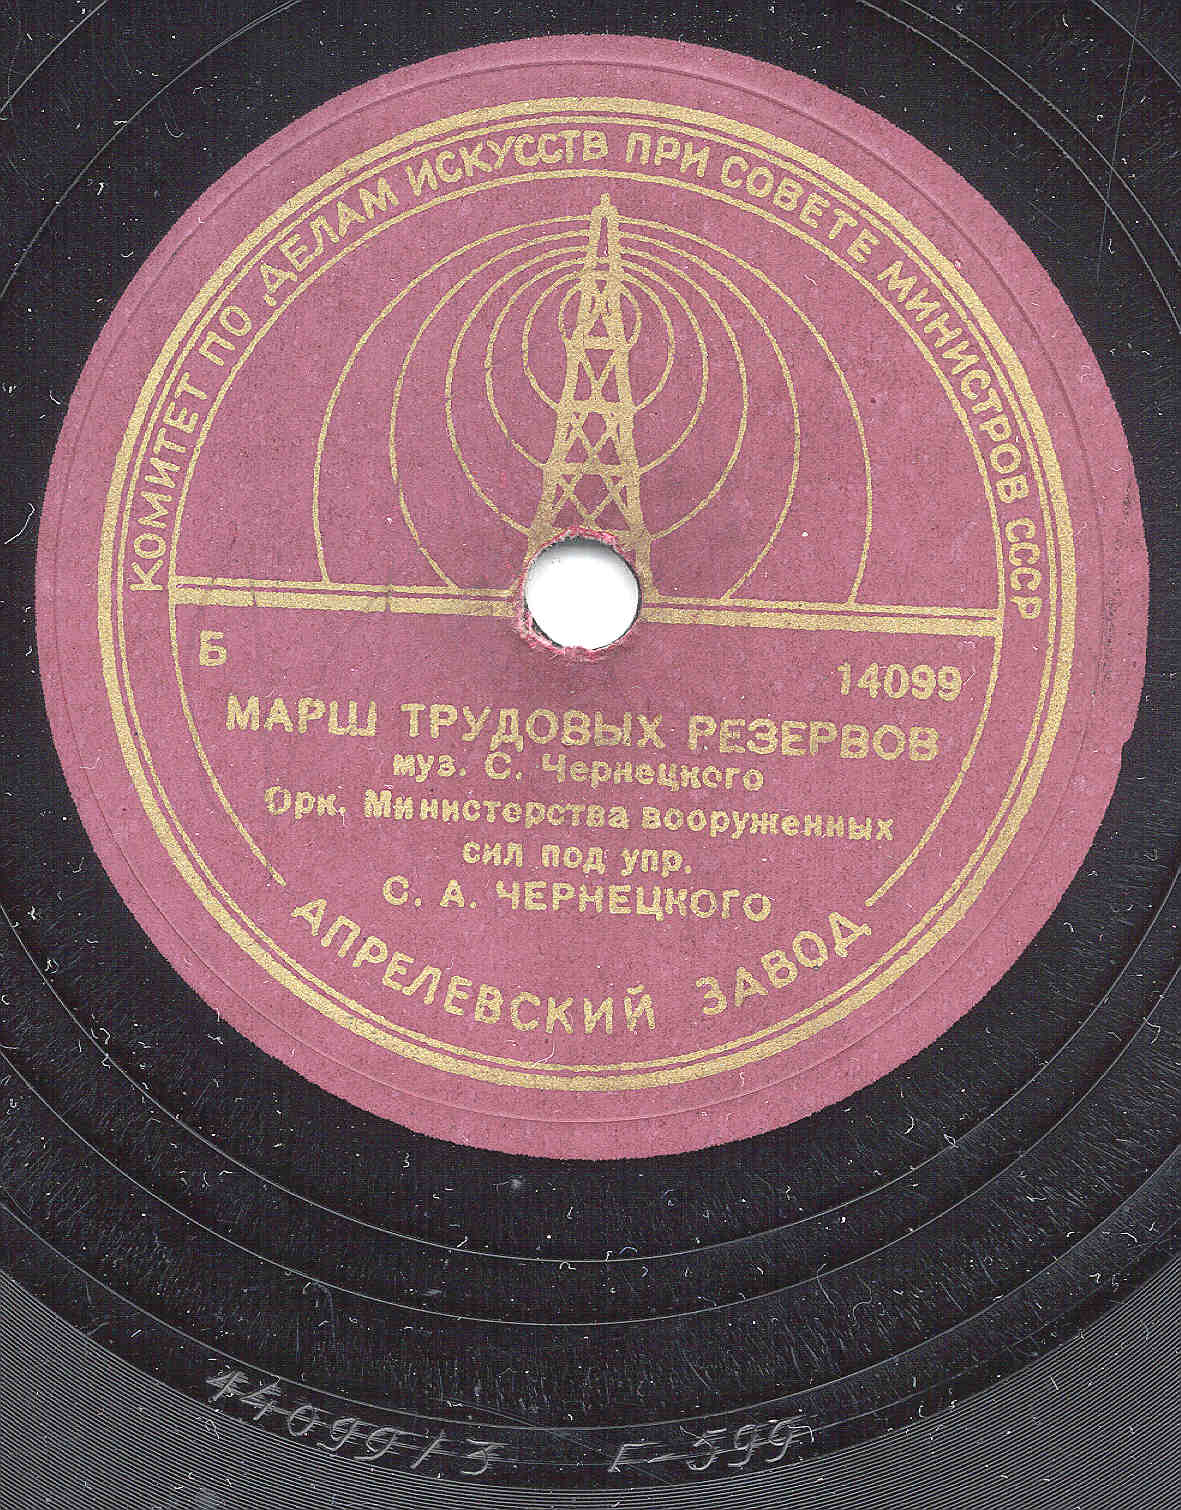 КОМИТЕТ ПО ДЕЛАМ ИСКУССТВ ПРИ СОВЕТЕ МИНИСТРОВ СССР
Б 14099
МАРШ ТРУДОВЫХ РЕЗЕРВОВ
муз. С. Чернецкого
Орк. Министерства вооруженных
сил под упр.
С. А. ЧЕРНЕЦКОГО
АПРЕЛЕВСКИЙ ЗАВОД
14099/3 Г-599